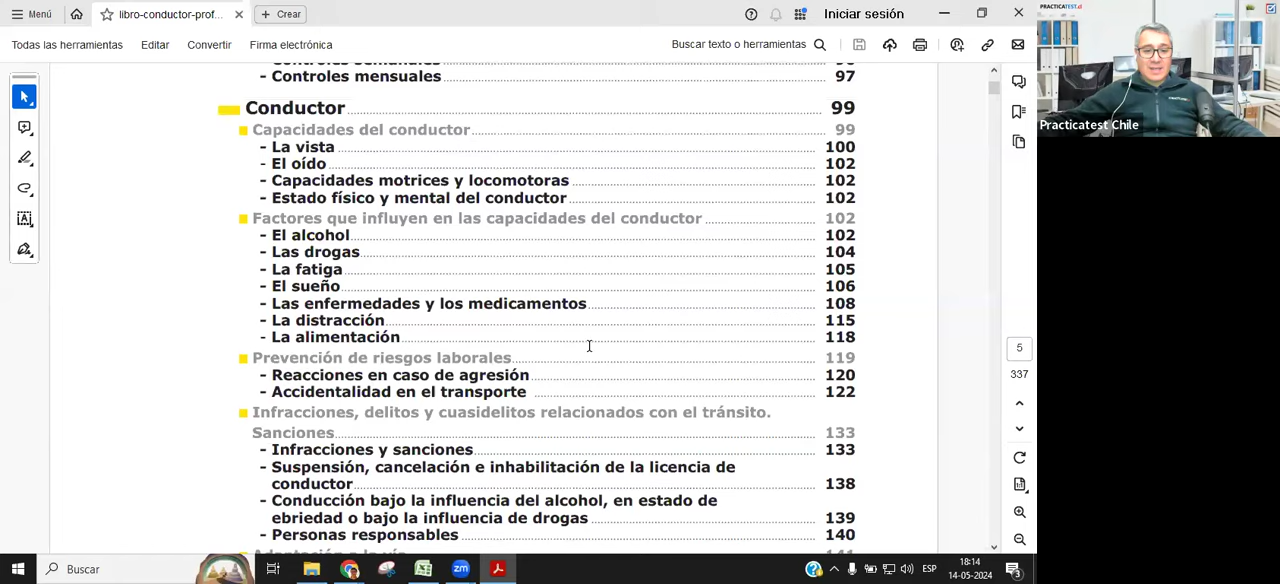 Menú
libro-conductor-prof...
Crear
Iniciar sesión
PRACTICATEST.cl
Todas las herramientas
Editar
Convertir
Firma electrónica
Buscar texto o herramientas
- Controles mensuales 97
Conductor 99
Capacidades del conductor 99
- La vista 100
- El oído 102
- Capacidades motrices y locomotoras 102
- Estado físico y mental del conductor 102
Factores que influyen en las capacidades del conductor 102
- El alcohol 102
- Las drogas 104
- La fatiga 105
- El sueño 106
- Las enfermedades y los medicamentos 108
- La distracción 115
- La alimentación 118
Prevención de riesgos laborales 119
- Reacciones en caso de agresión 120
- Accidentalidad en el transporte 122
Infracciones, delitos y cuasidelitos relacionados con el tránsito.
Sanciones 133
- Infracciones y sanciones 133
- Suspensión, cancelación e inhabilitación de la licencia de
conductor 138
- Conducción bajo la influencia del alcohol, en estado de
ebriedad o bajo la influencia de drogas 139
- Personas responsables 140
5
337
Practicatest Chile
Buscar
zm
ESP
18:14
14-05-2024
3